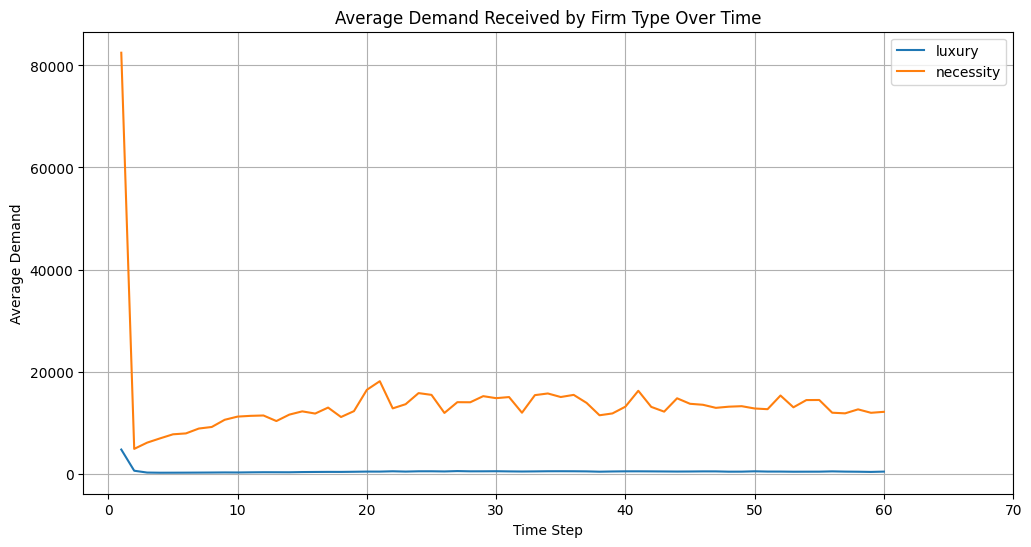 Average Demand Received by Firm Type Over Time
luxury
necessity
80000
60000
40000
20000
0
Average Demand
0 10 20 30 40 50 60 70
Time Step